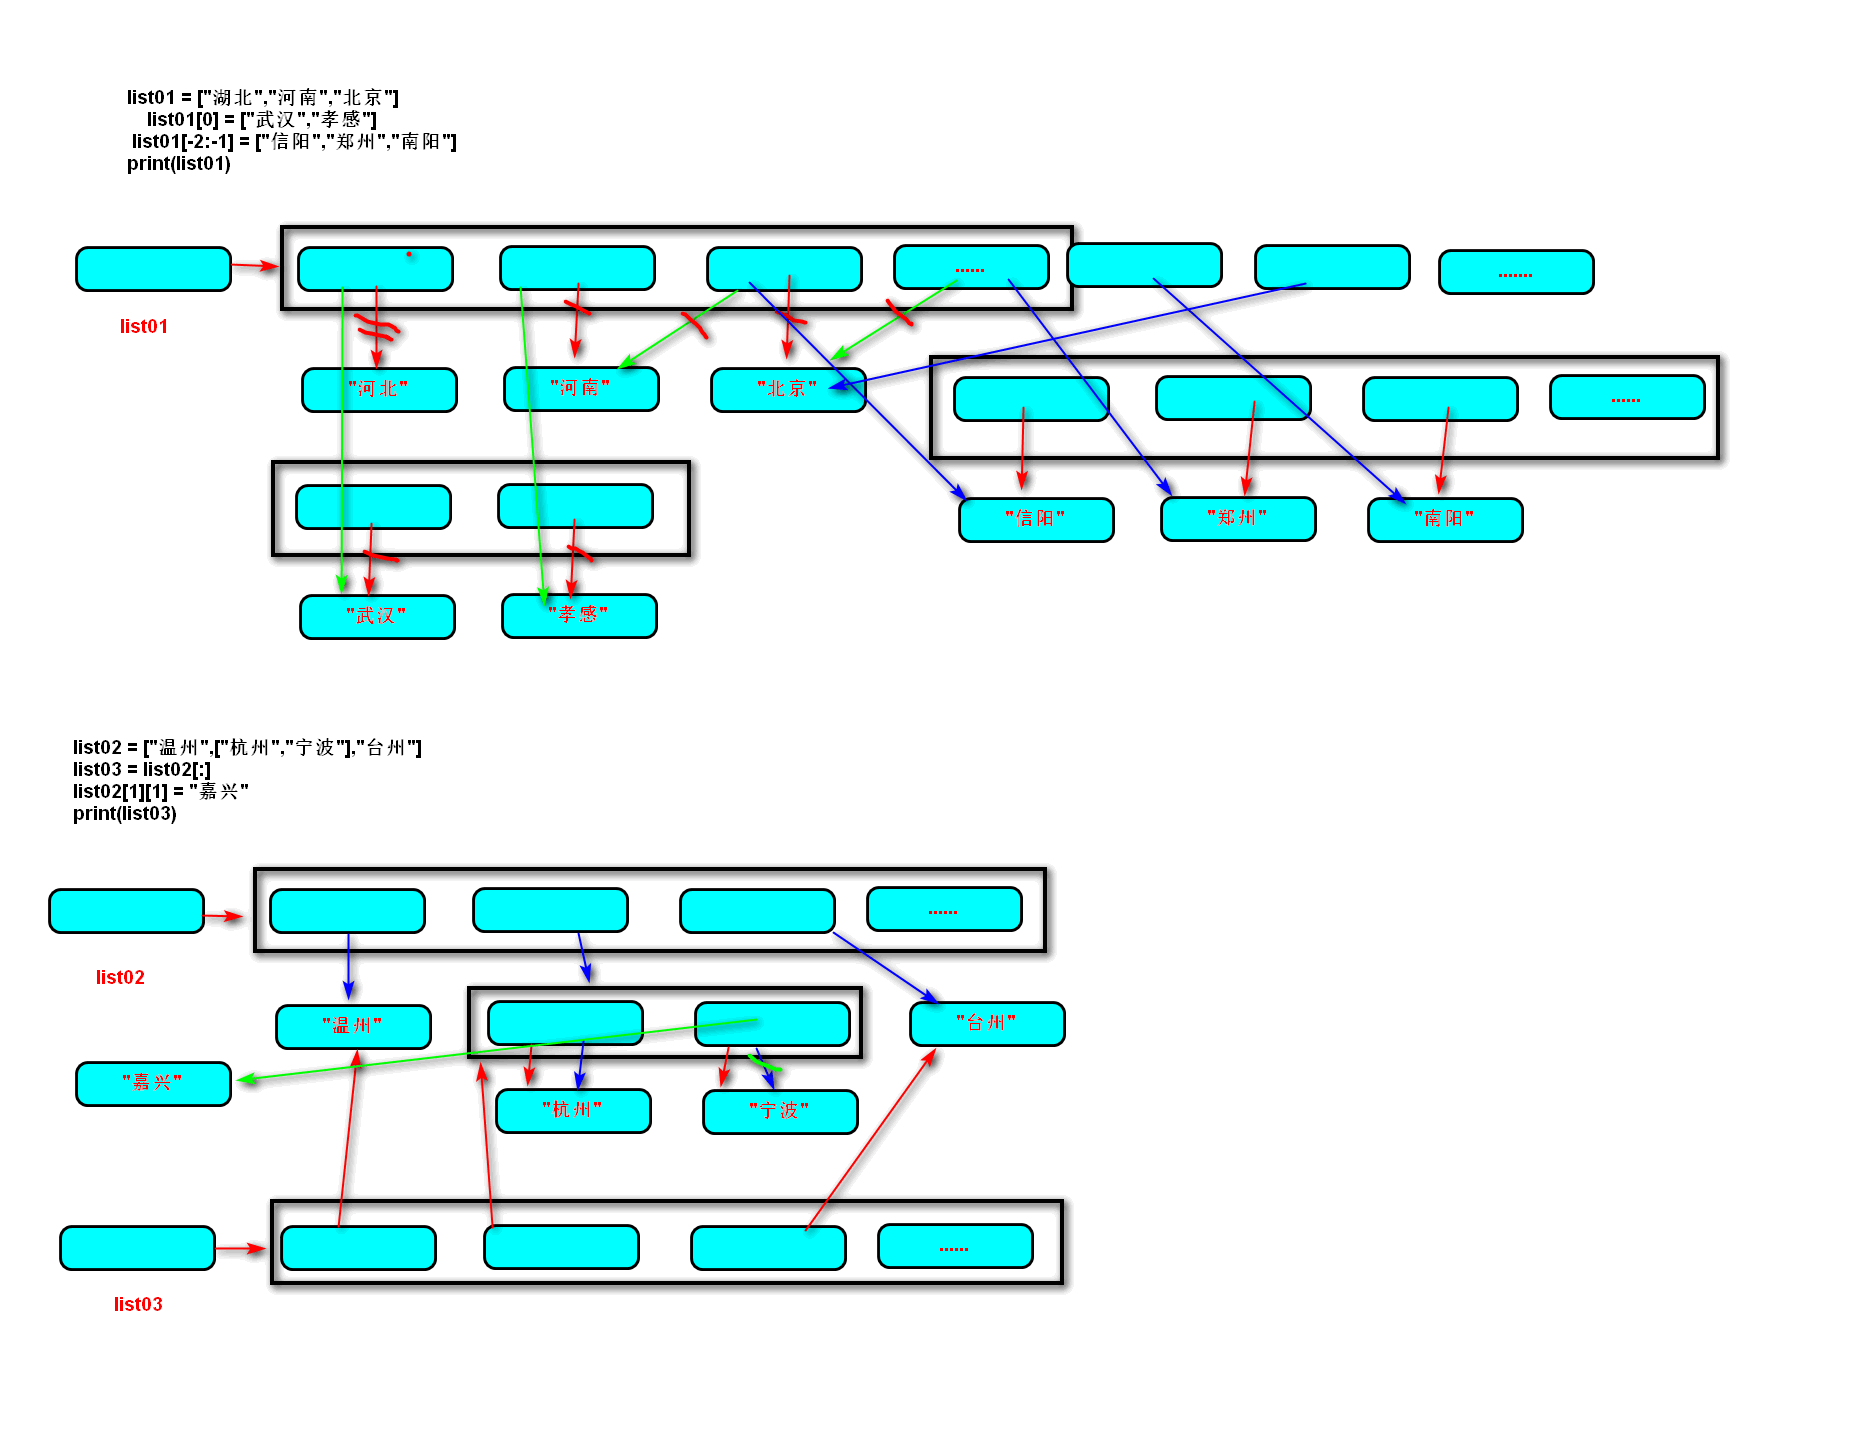 list01 = ["湖北","河南","北京"]
list01[0] = ["武汉","孝感"]
list01[-2:-1] = ["信阳","郑州","南阳"]
print(list01)
......
.......
list01
"河北"
"河南"
"北京"
......
"信阳"
"郑州"
"南阳"
"武汉"
"孝感"
list02 = ["温州",["杭州","宁波"],"台州"]
list03 = list02[:]
list02[1][1] = "嘉兴"
print(list03)
......
list02
"温州"
"台州"
"嘉兴"
"杭州"
"宁波"
......
list03